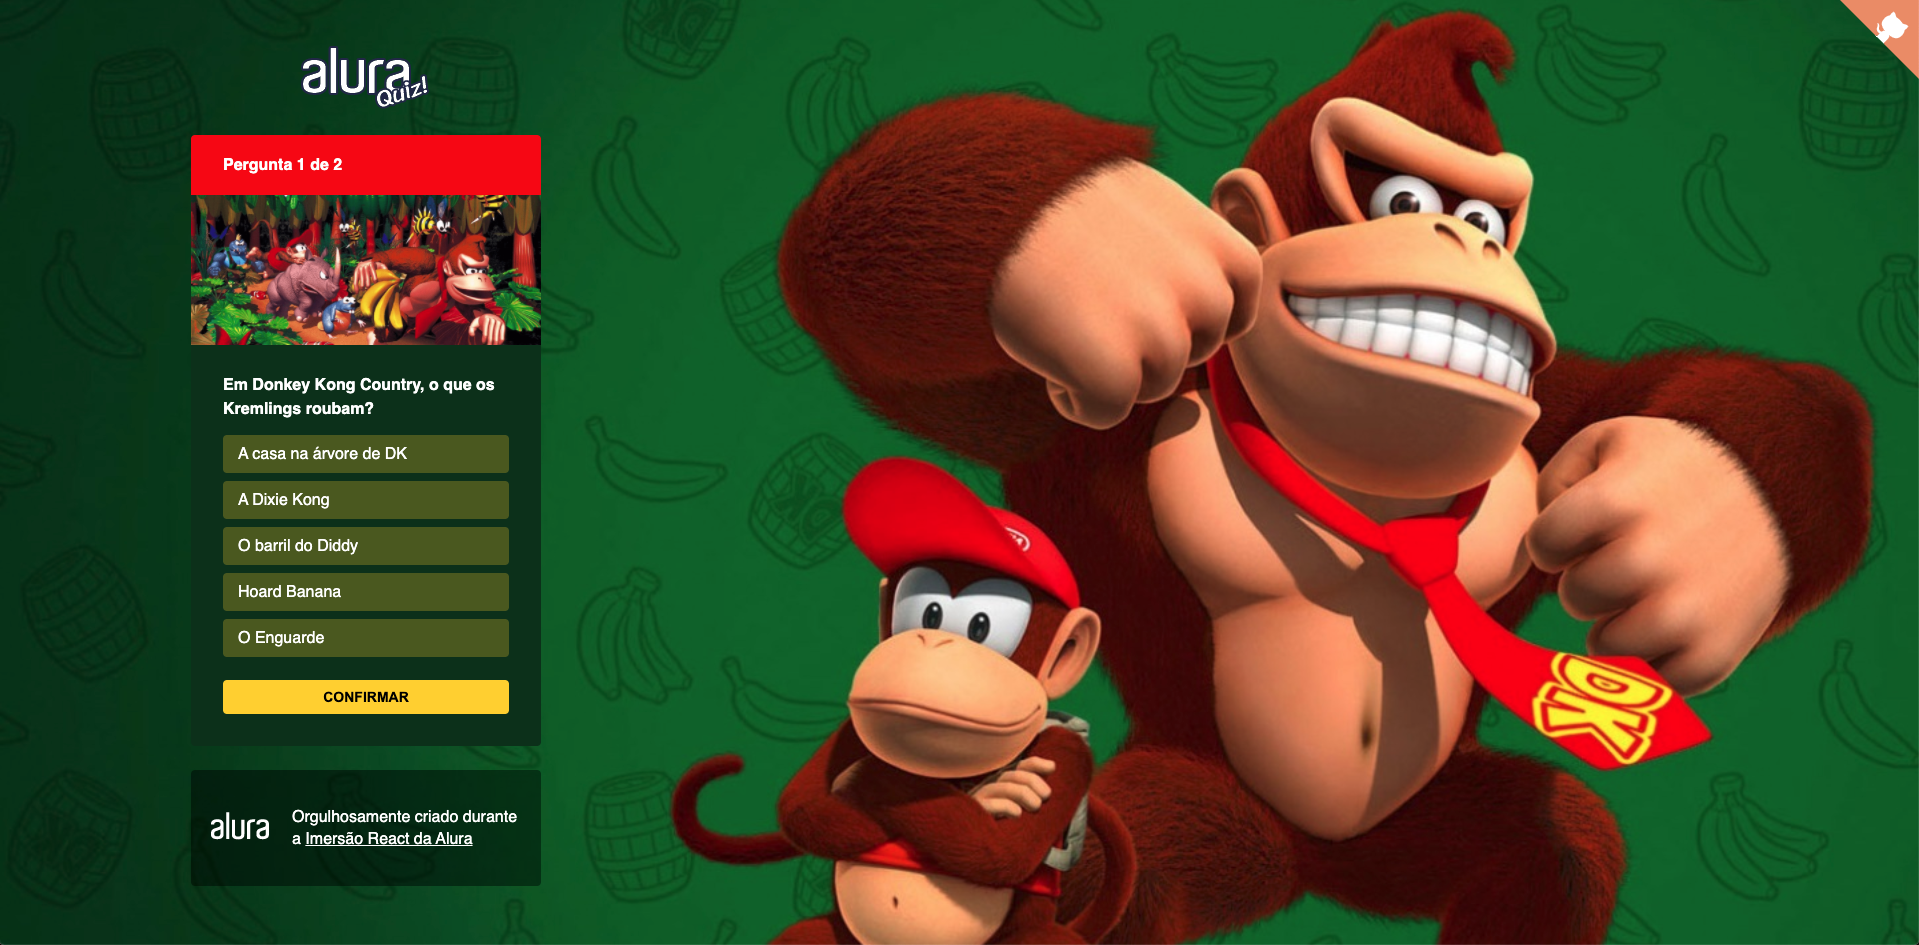 alura
Quiz!
Pergunta 1 de 2
Em Donkey Kong Country, o que os
Kremlings roubam?
A casa na árvore de DK
A Dixie Kong
O barril do Diddy
Hoard Banana
O Enguarde
CONFIRMAR
alura
Orgulhosamente criado durante
a Imersão React da Alura
DK